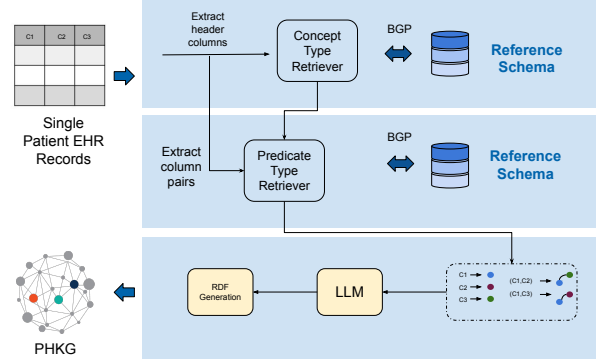 C1 C2 C3
Single
Patient EHR
Records
Extract
header
columns
Concept
Type
Retriever
BGP
Reference
Schema
Extract
column
pairs
Predicate
Type
Retriever
BGP
Reference
Schema
PHKG
RDF
Generation
LLM
C1
C2
C3
(C1,C2)
(C1,C3)